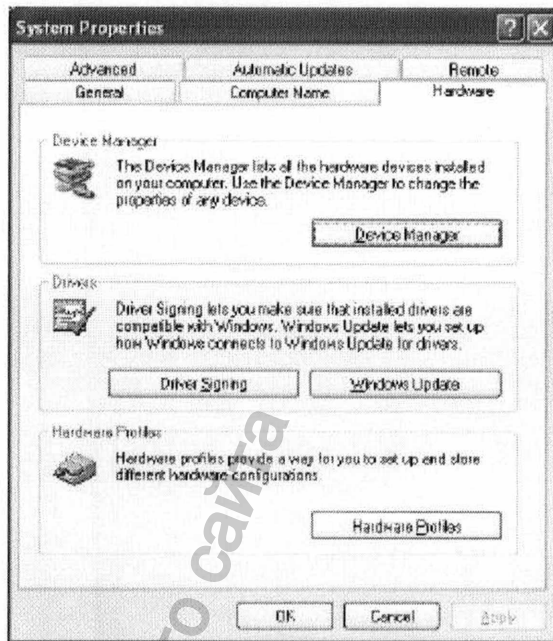 System Properties
Advanced Automatic Updates Remote
General Computer Name Hardware
Device Manager
The Device Manager lists all the hardware devices installed
on your computer. Use the Device Manager to change the
properties of any device.
Device Manager
Drivers
Driver Signing lets you make sure that installed drivers are
compatible with Windows. Windows Update lets you set up
how Windows connects to Windows Update for drivers.
Driver Signing Windows Update
Hardware Profiles
Hardware profiles provide a way for you to set up and store
different hardware configurations.
Hardware Profiles
OK Cancel Apply
го сайта